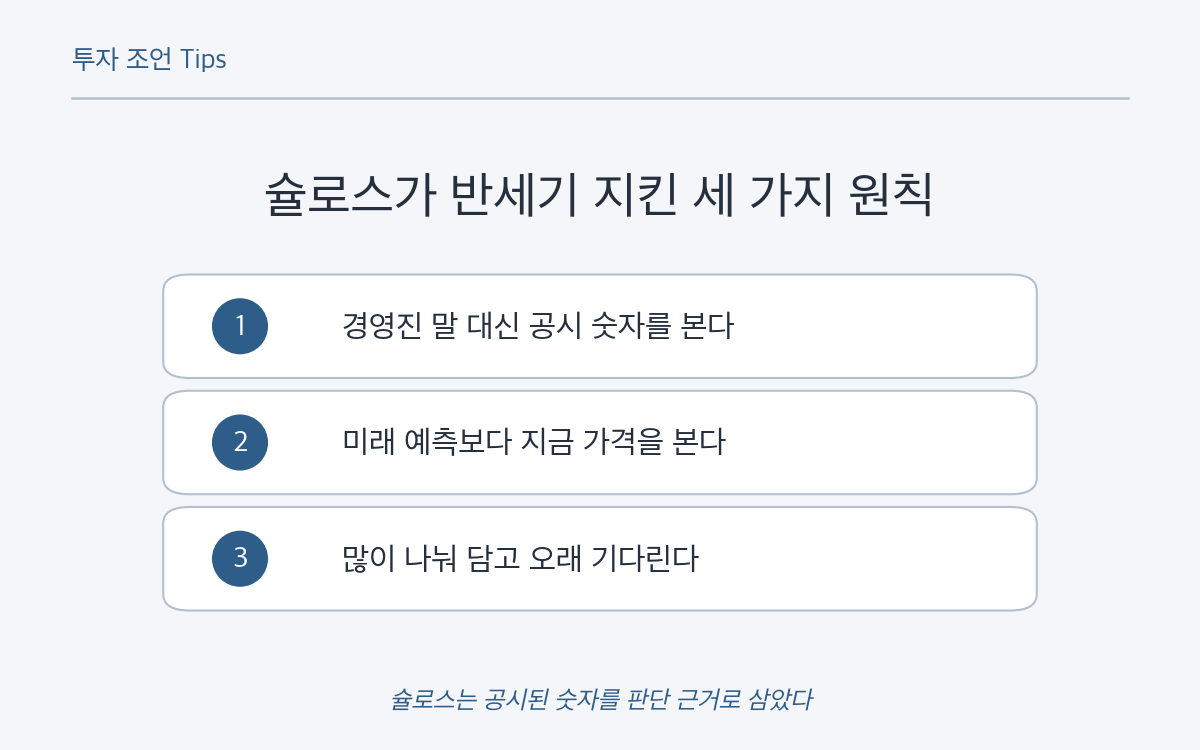 투자 조언 Tips
슐로스가 반세기 지킨 세 가지 원칙
1 경영진 말 대신 공시 숫자를 본다
2 미래 예측보다 지금 가격을 본다
3 많이 나눠 담고 오래 기다린다
슐로스는 공시된 숫자를 판단 근거로 삼았다